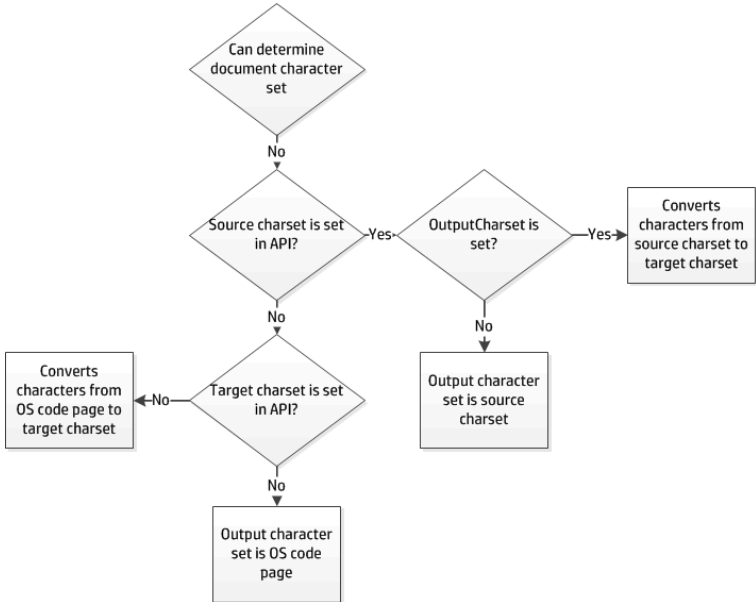 Can determine
document character
set
No
Source charset is set
in API?
Yes
OutputCharset is
set?
Yes
Converts
characters from
source charset to
target charset
No
No
Output character
set is source
charset
Target charset is set
in API?
No
Converts
characters from
OS code page to
target charset
No
Output character
set is OS code
page